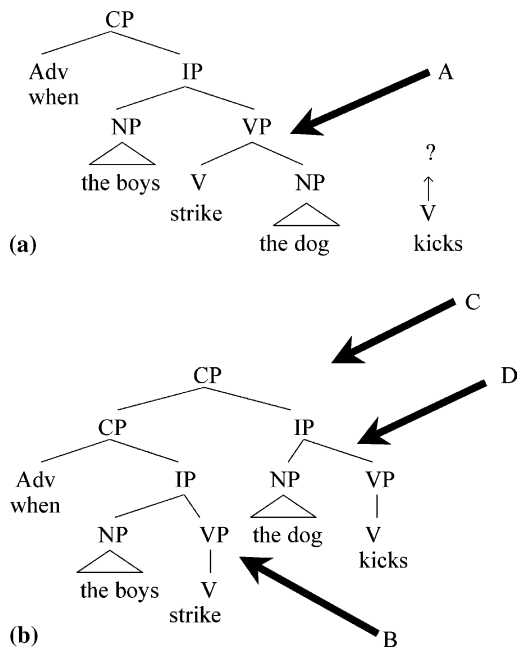 CP
Adv IP
when
NP VP A
the boys V NP ?
strike the dog V
(a) kicks
C
CP D
CP IP
Adv IP NP VP
when
NP VP the dog V
the boys V kicks
strike
(b) B